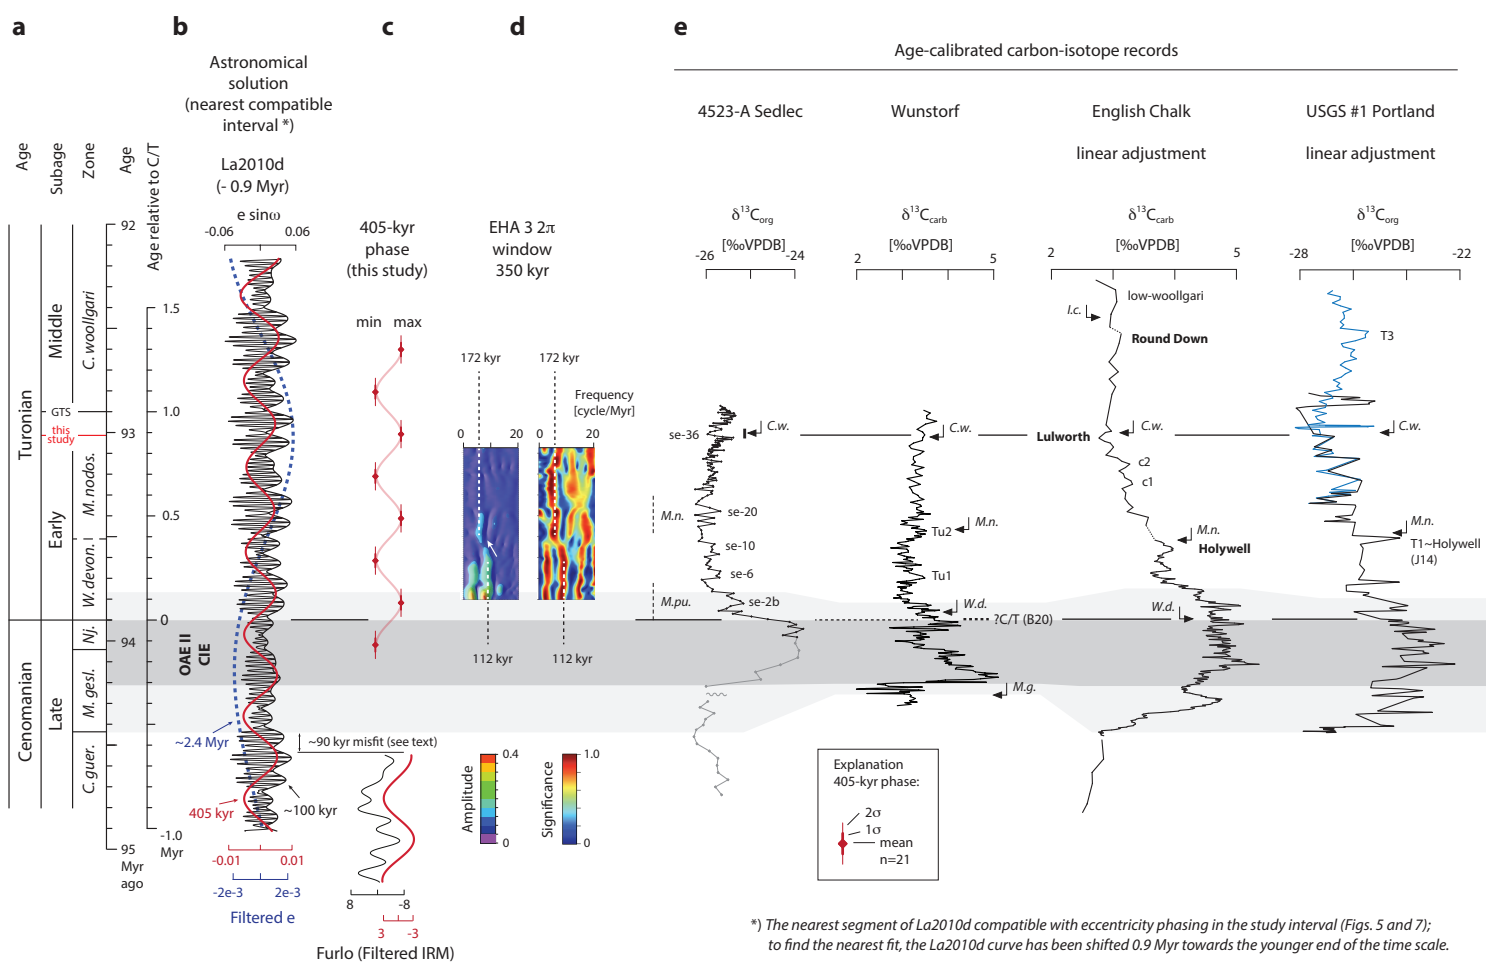 a
b
c
d
e
Astronomical
solution
(nearest compatible
interval *)
La2010d
(- 0.9 Myr)
e sinω
-0.06
0.06
Age-calibrated carbon-isotope records
4523-A Sedlec
Wunstorf
English Chalk
linear adjustment
USGS #1 Portland
linear adjustment
Age
Subage
Zone
Age
Age relative to C/T
405-kyr
phase
(this study)
min
max
EHA 3 2π
window
350 kyr
δ13Corg
[‰VPDB]
-26
-24
δ13Ccarb
[‰VPDB]
2
5
δ13Ccarb
[‰VPDB]
2
5
δ13Corg
[‰VPDB]
-28
-22
Turonian
Cenomanian
Middle
Early
Late
GTS
this
study
C. woollgari
M. nodos.
W. devon.
Nj.
M. gesl.
C. guer.
92
93
94
95
Myr
ago
1.5
1.0
0.5
0
-1.0
Myr
OAE II
CIE
~2.4 Myr
405 kyr
~100 kyr
-0.01
0.01
-2e-3
2e-3
Filtered e
~90 kyr misfit (see text)
8
-8
3
-3
Furlo (Filtered IRM)
172 kyr
172 kyr
Frequency
[cycle/Myr]
0
20
0
20
112 kyr
112 kyr
Amplitude
0.4
0
Significance
1.0
0
se-36
C.w.
M.n.
se-20
se-10
se-6
M.pu.
se-2b
C.w.
M.n.
Tu2
Tu1
W.d.
?C/T (B20)
M.g.
low-woollgari
I.c.
Round Down
Lulworth
C.w.
c2
c1
M.n.
Holywell
W.d.
T3
C.w.
M.n.
T1~Holywell
(J14)
Explanation
405-kyr phase:
2σ
1σ
mean
n=21
*) The nearest segment of La2010d compatible with eccentricity phasing in the study interval (Figs. 5 and 7);
to find the nearest fit, the La2010d curve has been shifted 0.9 Myr towards the younger end of the time scale.